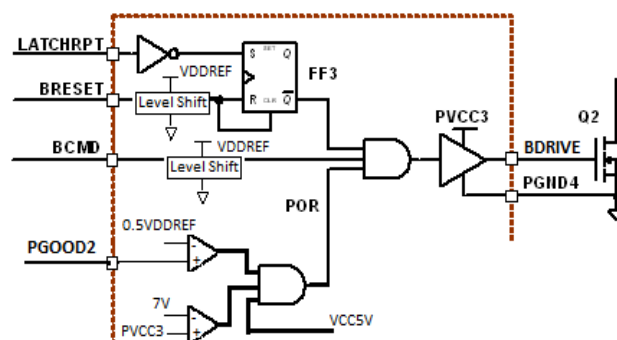 LATCHRPT
S SET Q
FF3
VDDREF
BRESET
Level Shift
R CLR Q
PVCC3
Q2
BCMD
VDDREF
Level Shift
BDRIVE
PGND4
POR
0.5VDDREF
PGOOD2
-
+
7V
PVCC3
-
+
VCC5V